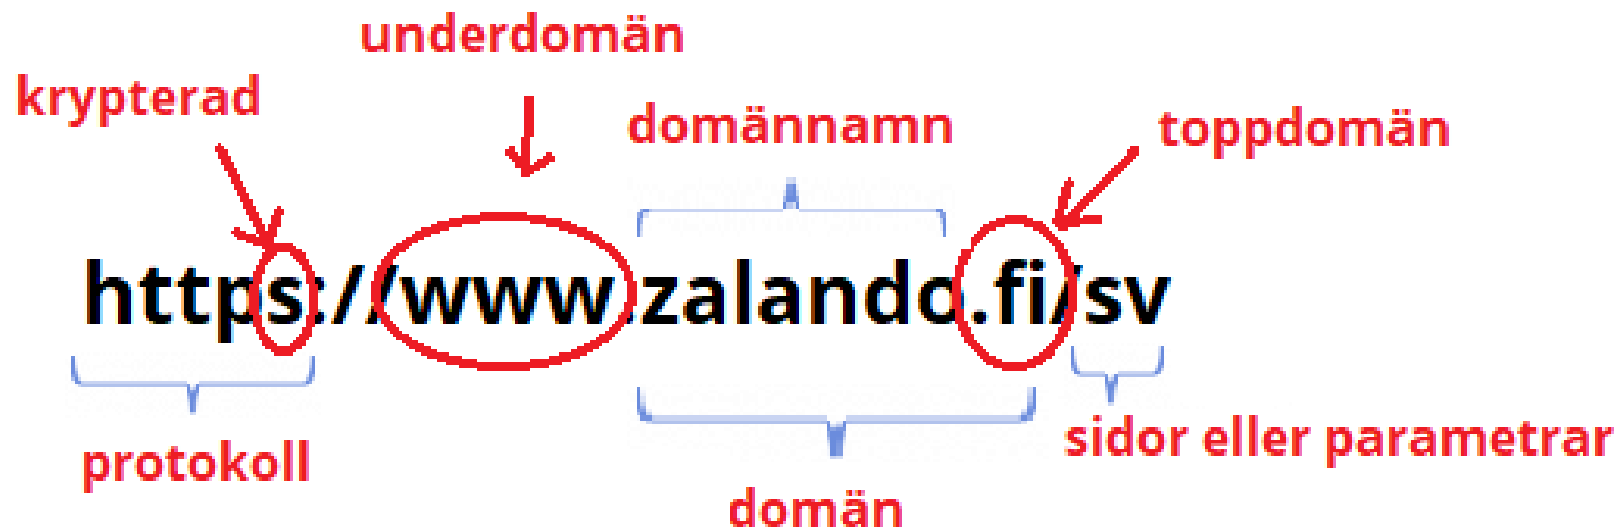 underdomän
krypterad
domännamn
toppdomän
https://www.zalando.fi/sv
protokoll
sidor eller parametrar
domän